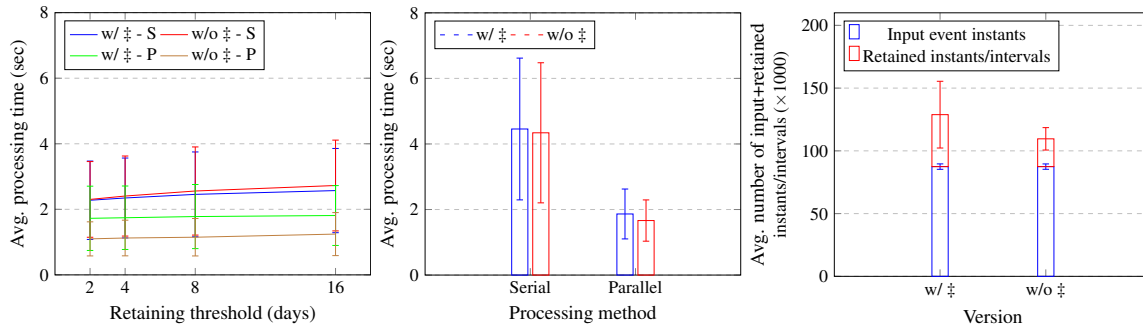 8
6
4
2
0
2
4
8
16
Avg. processing time (sec)
Retaining threshold (days)
w/ ‡ - S
w/o ‡ - S
w/ ‡ - P
w/o ‡ - P
8
6
4
2
0
Serial
Parallel
Avg. processing time (sec)
Processing method
w/ ‡
w/o ‡
200
150
100
50
0
w/ ‡
w/o ‡
Avg. number of input+retained
instants/intervals (×1000)
Version
Input event instants
Retained instants/intervals